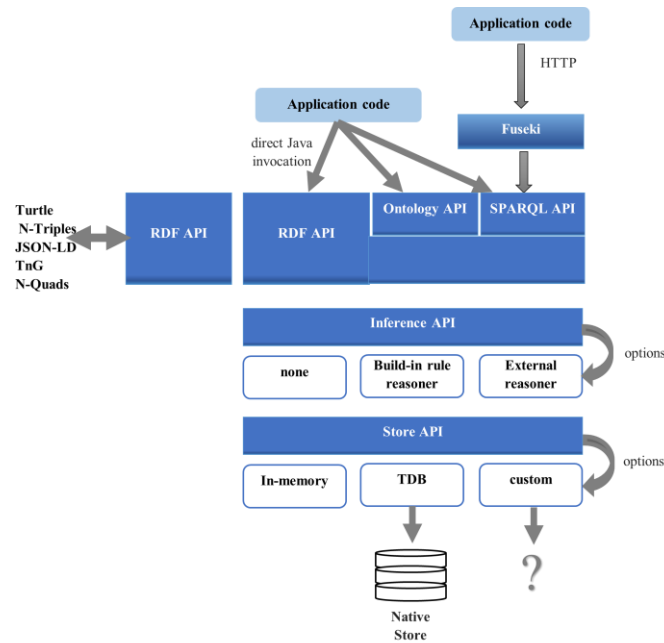 Application code
HTTP
Application code
Fuseki
direct Java
invocation
Ontology API
SPARQL API
Turtle
N-Triples
JSON-LD
TnG
N-Quads
RDF API
RDF API
Inference API
options
none
Build-in rule
reasoner
External
reasoner
Store API
options
In-memory
TDB
custom
?
Native
Store